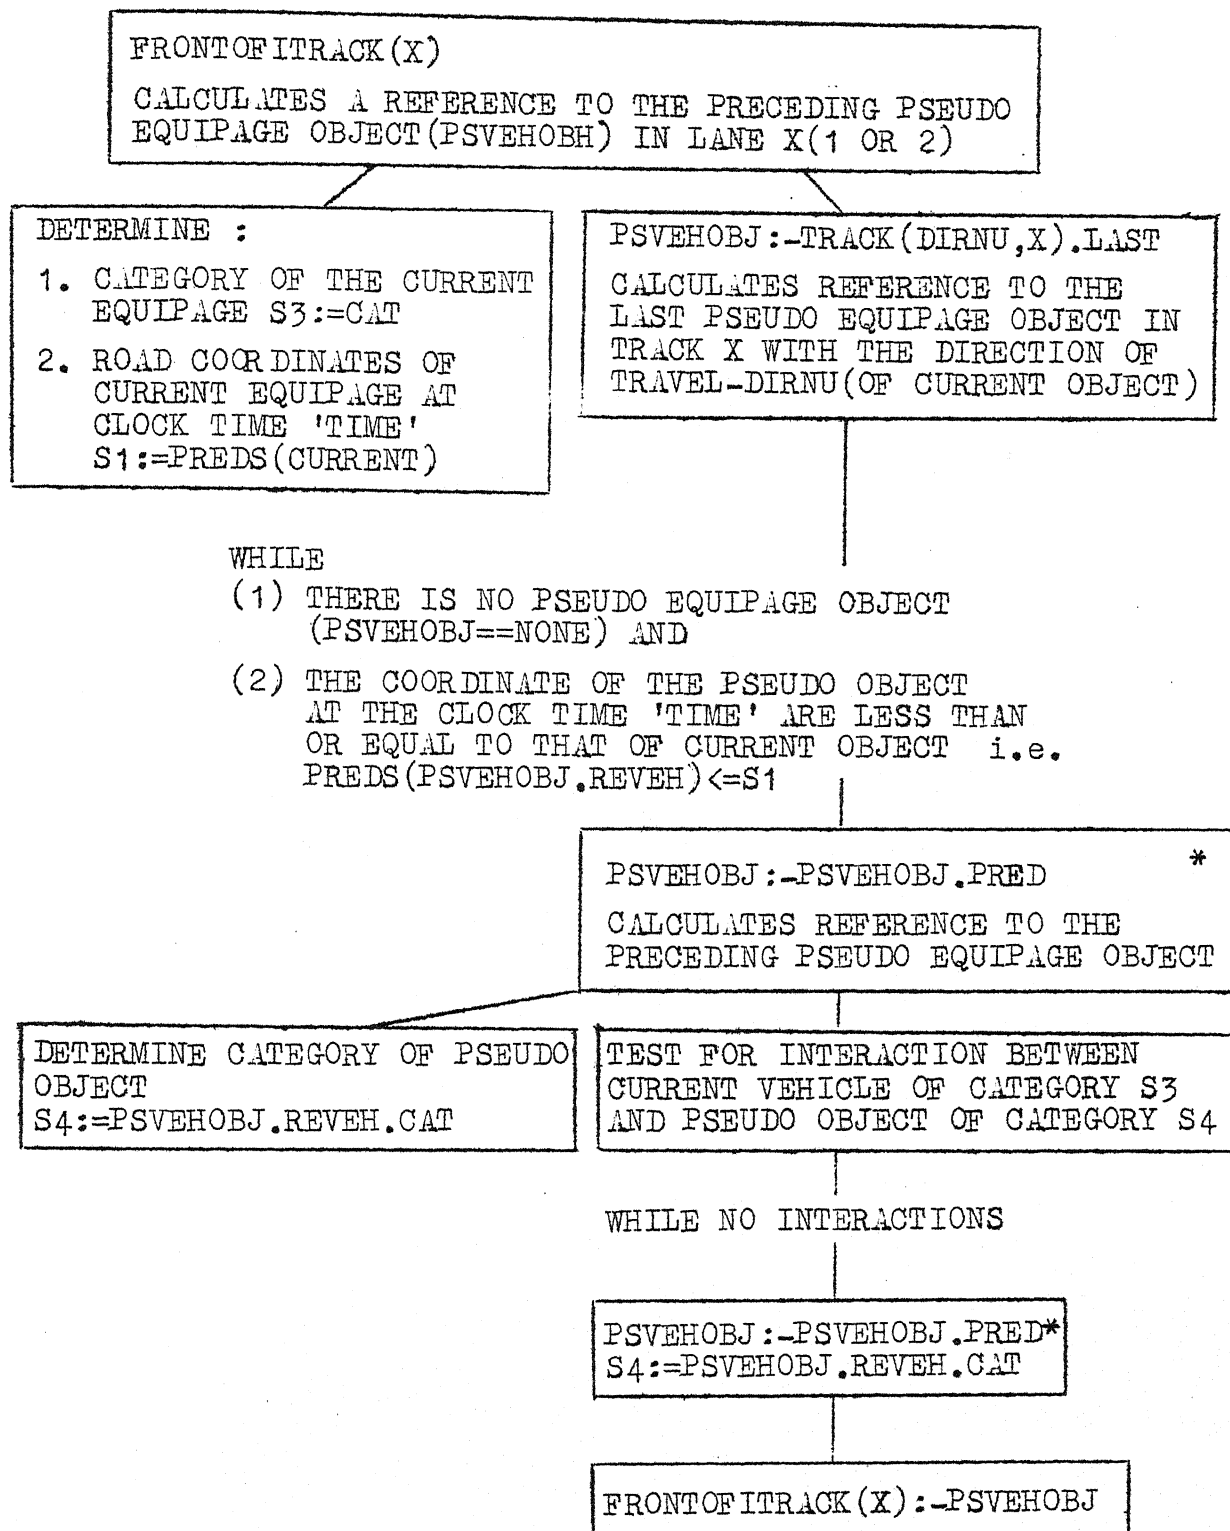 FRONTOFITRACK(X)
CALCULATES A REFERENCE TO THE PRECEDING PSEUDO
EQUIPAGE OBJECT(PSVEHOBH) IN LANE X(1 OR 2)
DETERMINE :
1. CATEGORY OF THE CURRENT
EQUIPAGE S3:=CAT
2. ROAD COORDINATES OF
CURRENT EQUIPAGE AT
CLOCK TIME 'TIME'
S1:=PREDS(CURRENT)
PSVEHOBJ:-TRACK(DIRNU,X).LAST
CALCULATES REFERENCE TO THE
LAST PSEUDO EQUIPAGE OBJECT IN
TRACK X WITH THE DIRECTION OF
TRAVEL-DIRNU(OF CURRENT OBJECT)
WHILE
(1) THERE IS NO PSEUDO EQUIPAGE OBJECT
(PSVEHOBJ==NONE) AND
(2) THE COORDINATE OF THE PSEUDO OBJECT
AT THE CLOCK TIME 'TIME' ARE LESS THAN
OR EQUAL TO THAT OF CURRENT OBJECT i.e.
PREDS(PSVEHOBJ.REVEH)<=S1
PSVEHOBJ:-PSVEHOBJ.PRED *
CALCULATES REFERENCE TO THE
PRECEDING PSEUDO EQUIPAGE OBJECT
DETERMINE CATEGORY OF PSEUDO
OBJECT
S4:=PSVEHOBJ.REVEH.CAT
TEST FOR INTERACTION BETWEEN
CURRENT VEHICLE OF CATEGORY S3
AND PSEUDO OBJECT OF CATEGORY S4
WHILE NO INTERACTIONS
PSVEHOBJ:-PSVEHOBJ.PRED*
S4:=PSVEHOBJ.REVEH.CAT
FRONTOFITRACK(X):-PSVEHOBJ